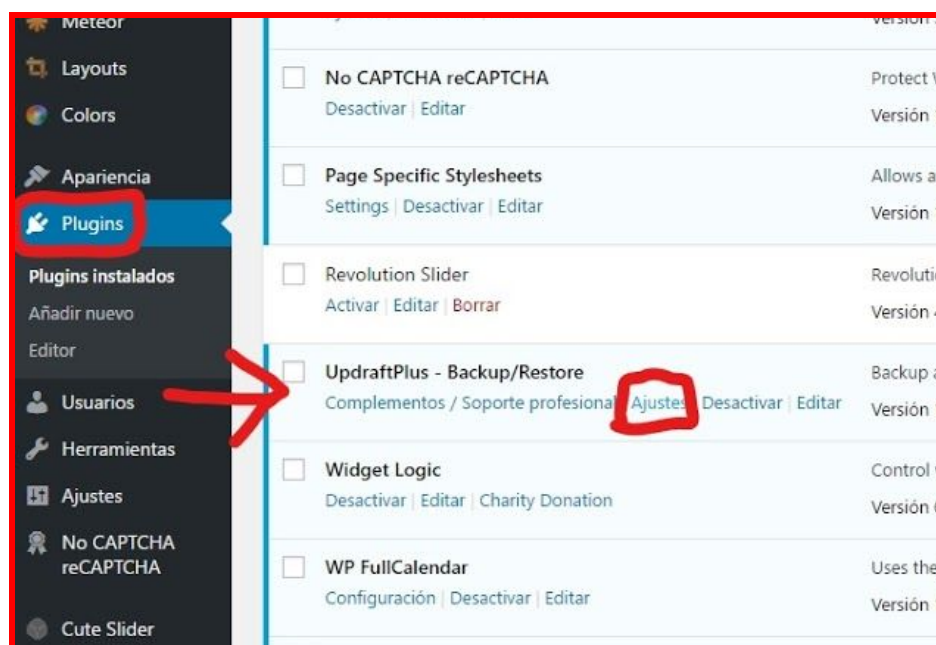 Meteor
Layouts
Colors
Apariencia
Plugins
Plugins instalados
Añadir nuevo
Editor
Usuarios
Herramientas
Ajustes
No CAPTCHA
reCAPTCHA
Cute Slider
Versión
No CAPTCHA reCAPTCHA
Protect
Desactivar | Editar
Versión
Page Specific Stylesheets
Allows a
Settings | Desactivar | Editar
Versión
Revolution Slider
Revoluti
Activar | Editar | Borrar
Versión
UpdraftPlus - Backup/Restore
Backup a
Complementos / Soporte profesional Ajustes Desactivar | Editar
Versión
Widget Logic
Control
Desactivar | Editar | Charity Donation
Versión
WP FullCalendar
Uses the
Configuración | Desactivar | Editar
Versión